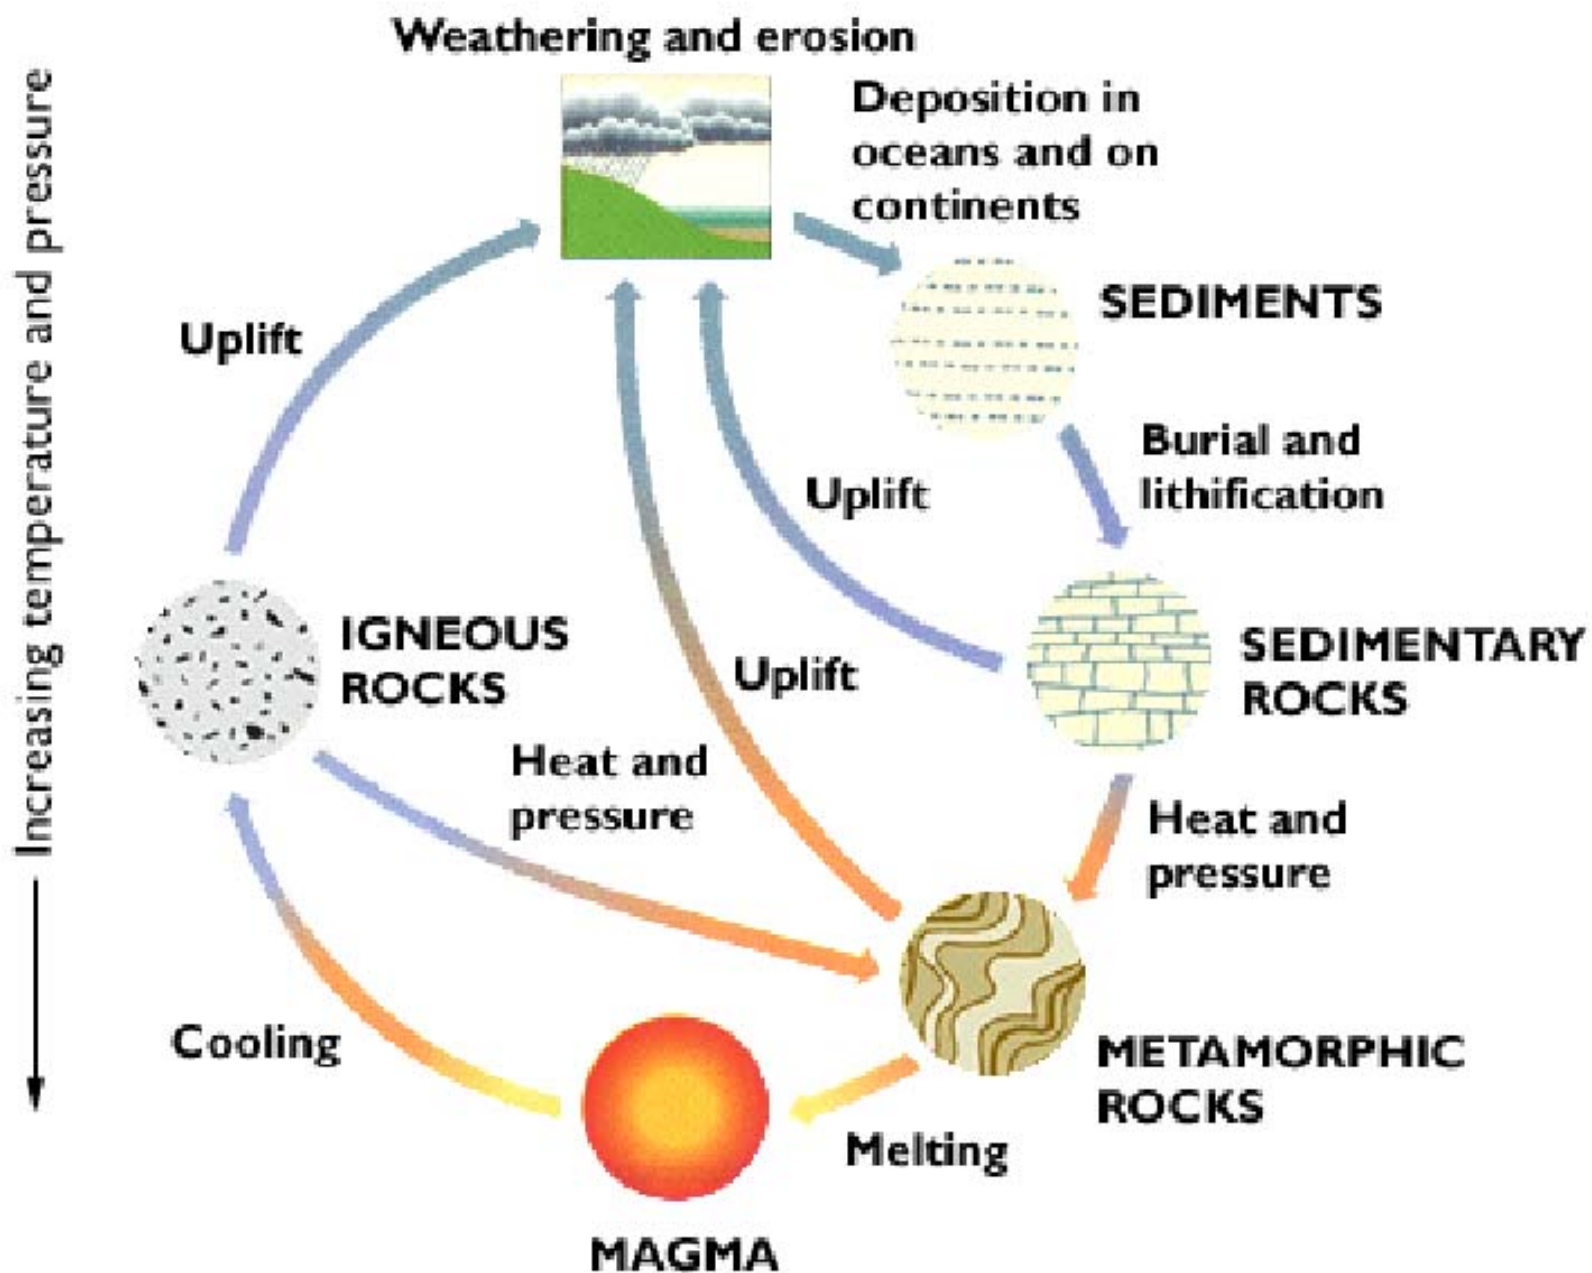 Weathering and erosion
Deposition in
oceans and on
continents
SEDIMENTS
Burial and
lithification
Uplift
Uplift
Uplift
IGNEOUS
ROCKS
SEDIMENTARY
ROCKS
Heat and
pressure
Heat and
pressure
Cooling
METAMORPHIC
ROCKS
Melting
MAGMA
Increasing temperature and pressure